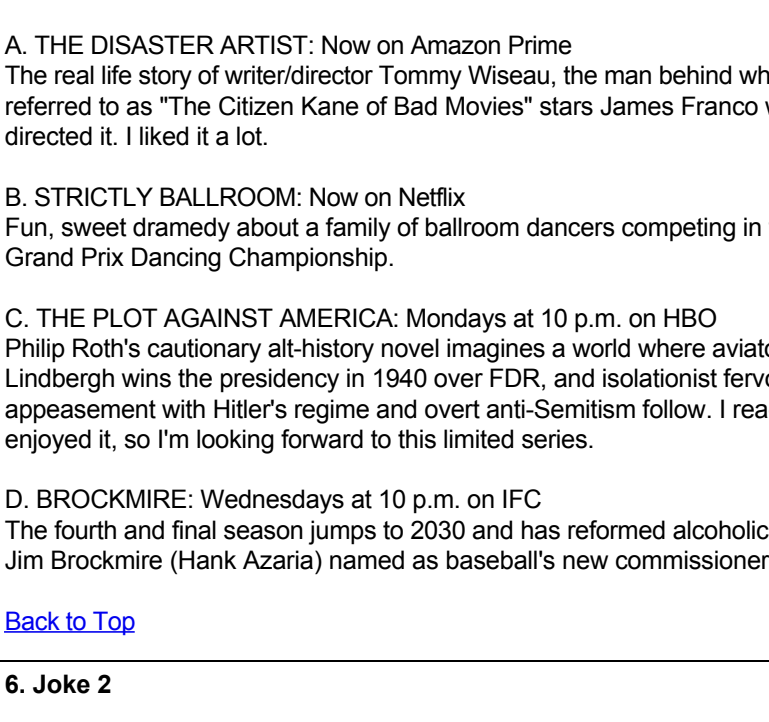 A. THE DISASTER ARTIST: Now on Amazon Prime
The real life story of writer/director Tommy Wiseau, the man behind wh
referred to as "The Citizen Kane of Bad Movies" stars James Franco
directed it. I liked it a lot.
B. STRICTLY BALLROOM: Now on Netflix
Fun, sweet dramedy about a family of ballroom dancers competing in
Grand Prix Dancing Championship.
C. THE PLOT AGAINST AMERICA: Mondays at 10 p.m. on HBO
Philip Roth's cautionary alt-history novel imagines a world where aviat
Lindbergh wins the presidency in 1940 over FDR, and isolationist ferv
appeasement with Hitler's regime and overt anti-Semitism follow. I rea
enjoyed it, so I'm looking forward to this limited series.
D. BROCKMIRE: Wednesdays at 10 p.m. on IFC
The fourth and final season jumps to 2030 and has reformed alcoholic
Jim Brockmire (Hank Azaria) named as baseball's new commissioner
Back to Top
6. Joke 2